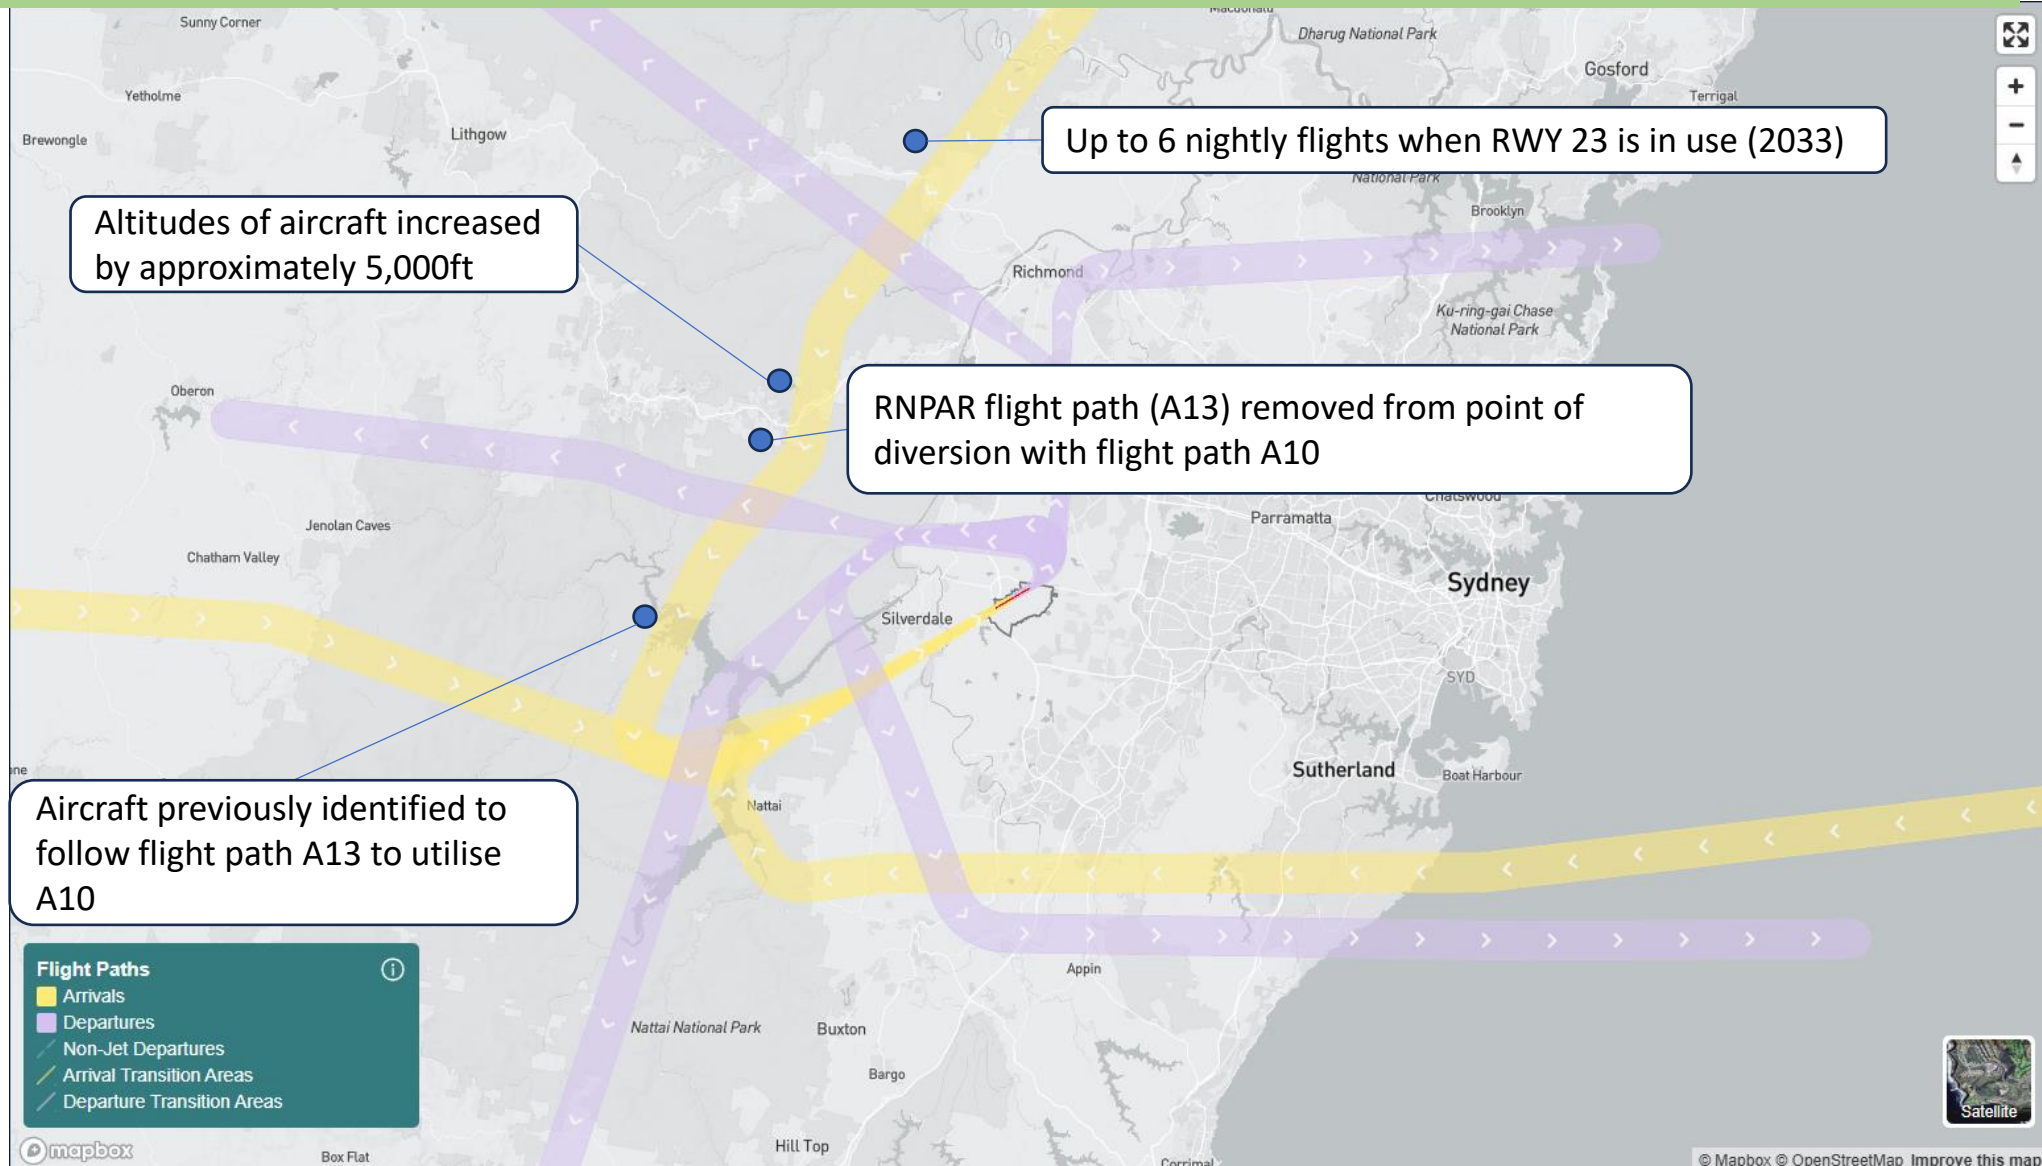 Sunny Corner
Macdonald
Dharug National Park
Gosford
Yetholme
Terrigal
Brewongle
Lithgow
Up to 6 nightly flights when RWY 23 is in use (2033)
National Park
Brooklyn
Altitudes of aircraft increased
by approximately 5,000ft
Richmond
Ku-ring-gai Chase
National Park
Oberon
RNPAR flight path (A13) removed from point of
diversion with flight path A10
Chatswood
Parramatta
Jenolan Caves
Chatham Valley
Sydney
Silverdale
SYD
Sutherland
Boat Harbour
Nattai
Aircraft previously identified to
follow flight path A13 to utilise
A10
Flight Paths
Arrivals
Departures
Non-Jet Departures
Arrival Transition Areas
Departure Transition Areas
Appin
Nattai National Park
Buxton
Bargo
Satellite
mapbox
Box Flat
Hill Top
Corrimal
© Mapbox © OpenStreetMap Improve this map